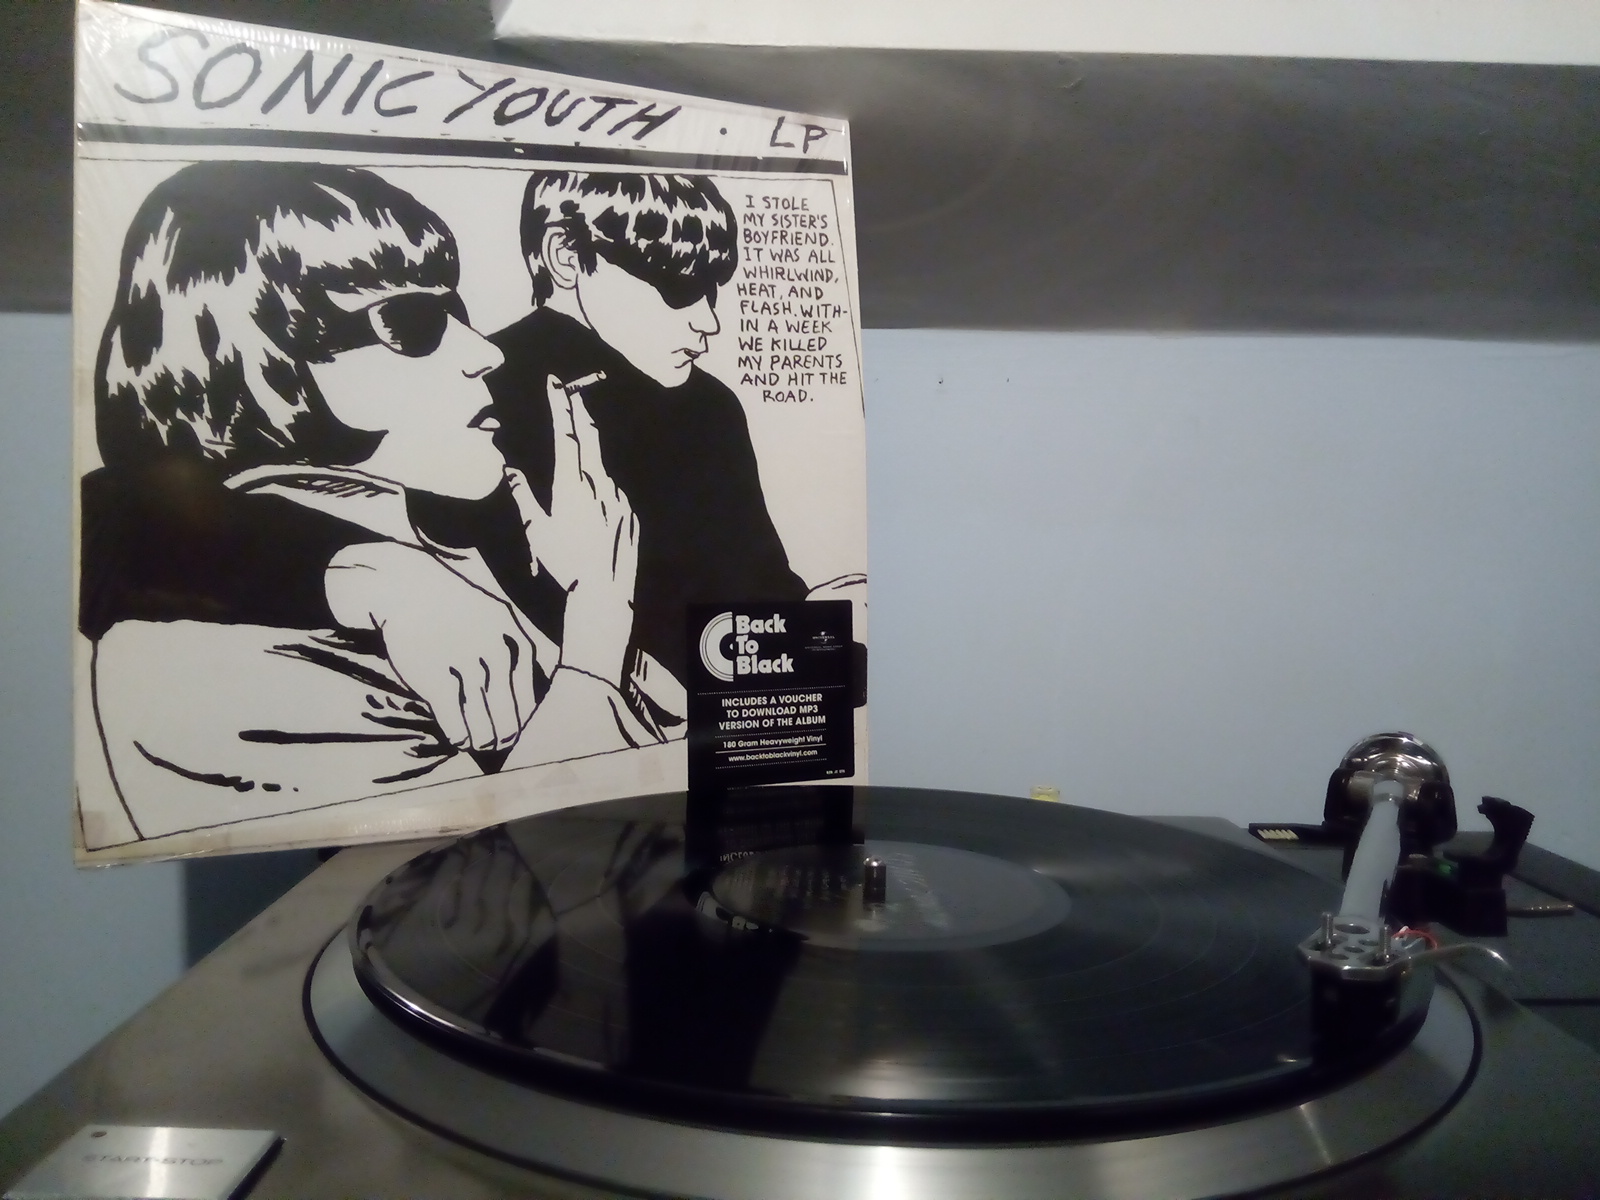 SONIC YOUTH . LP
I STOLE
MY SISTER'S
BOYFRIEND.
IT WAS ALL
WHIRLWIND,
HEAT, AND
FLASH. WITH-
IN A WEEK
WE KILLED
MY PARENTS
AND HIT THE
ROAD.
Back
To
Black
INCLUDES A VOUCHER
TO DOWNLOAD MP3
VERSION OF THE ALBUM
180 Gram Heavyweight Vinyl
www.backtoblackvinyl.com
START-STOP